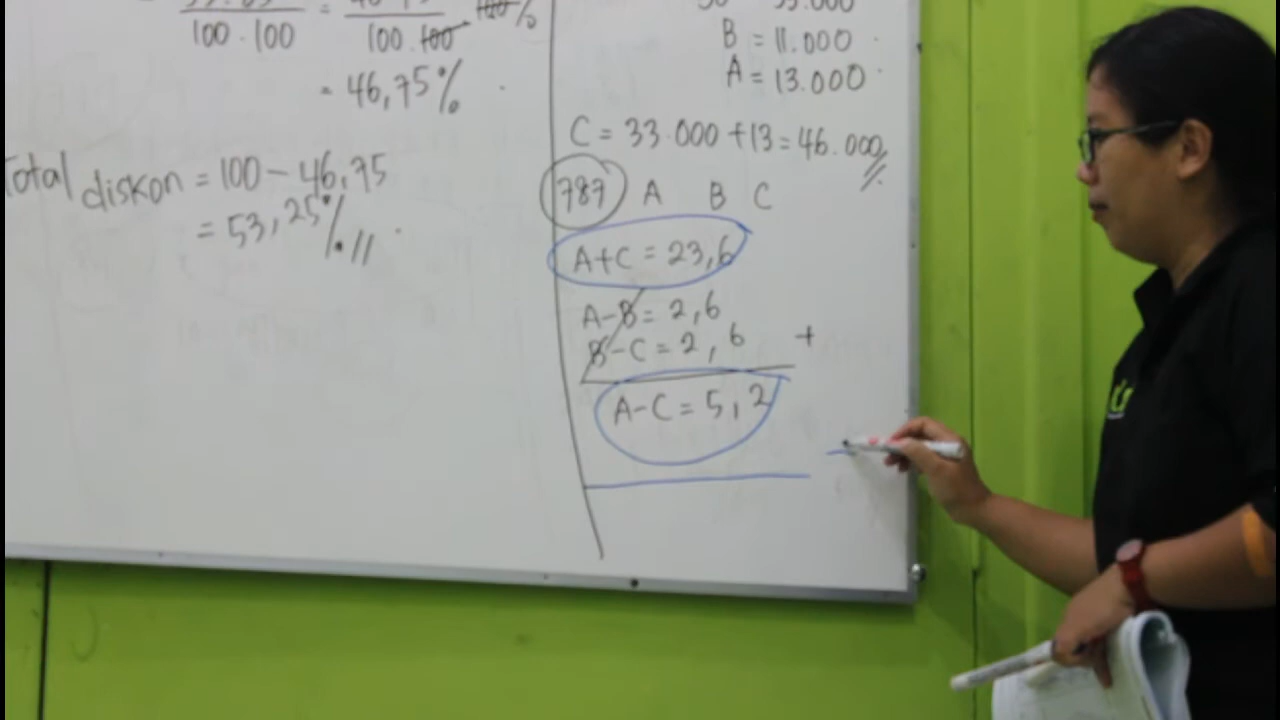 100 . 100 = 100 . 100 100%
= 46,75%
Total diskon = 100 - 46,75
= 53,25% //
B = 11.000
A = 13.000
C = 33.000 + 13 = 46.000 //
787 A B C
A+C = 23,6
A-B = 2,6
B-C = 2,6 +
A-C = 5,2